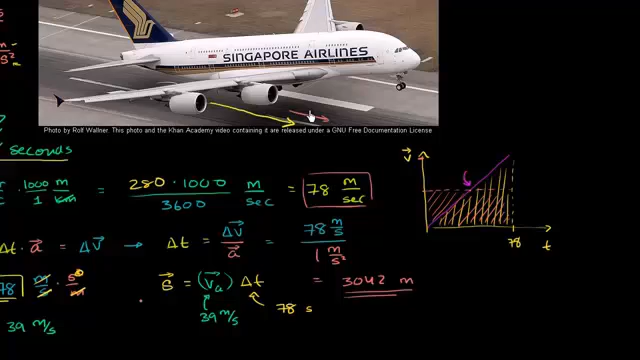 m
s²
SINGAPORE AIRLINES
Photo by Rolf Wallner. This photo and the Khan Academy video containing it are released under a GNU Free Documentation License
seconds
· 1000 m / 1 km = 280 · 1000 / 3600 m / sec = 78 m / sec
Δt · a = Δv → Δt = Δv / a = 78 m/s / 1 m/s²
78 m/s · s
39 m/s
s = (v a) Δt = 3042 m
39 m/s
78 s
v
78
t